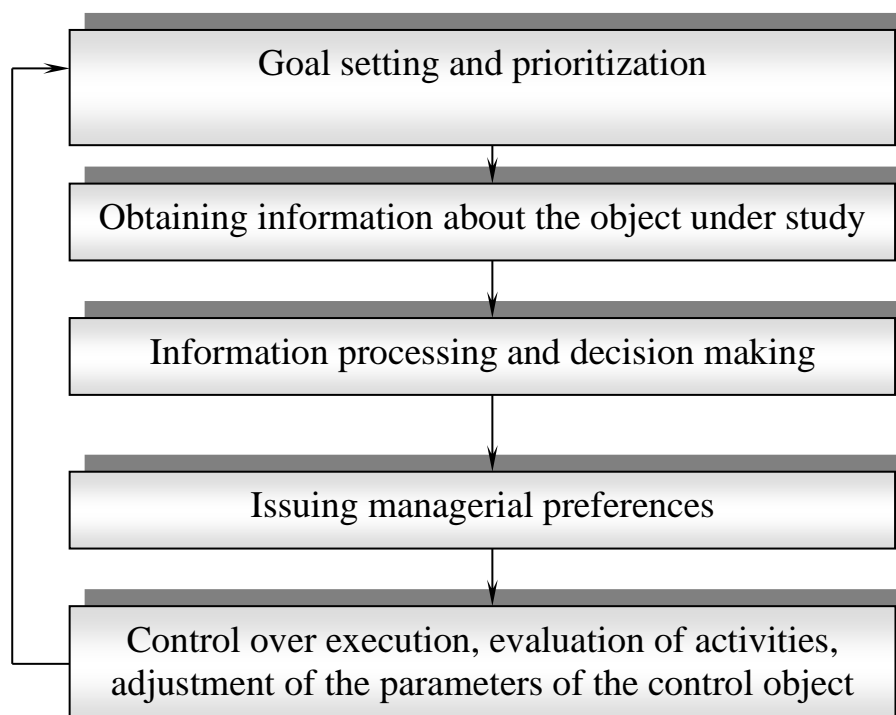 Goal setting and prioritization
Obtaining information about the object under study
Information processing and decision making
Issuing managerial preferences
Control over execution, evaluation of activities,
adjustment of the parameters of the control object